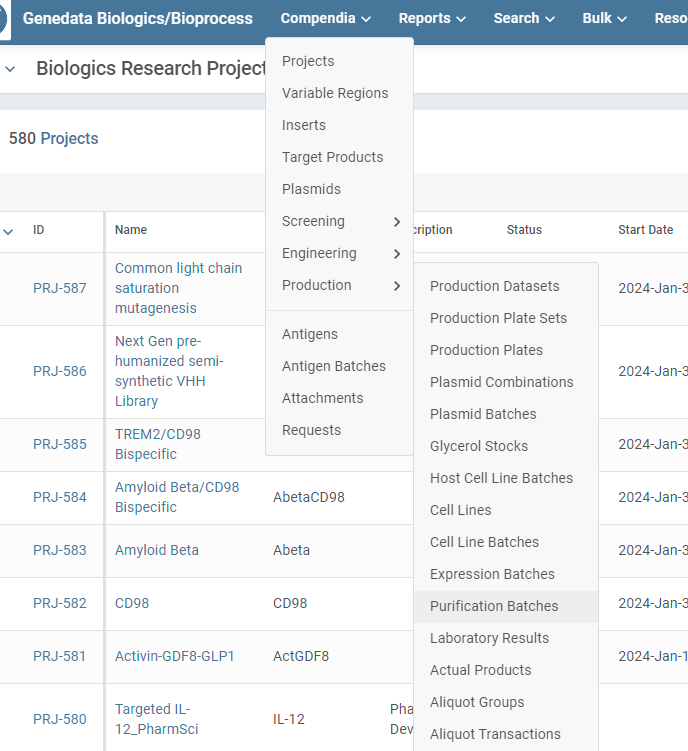 Genedata Biologics/Bioprocess
Compendia
Reports
Search
Bulk
Reso
Biologics Research Project
580 Projects
Projects
Variable Regions
Inserts
Target Products
Plasmids
Screening
Engineering
Production
Antigens
Antigen Batches
Attachments
Requests
Production Datasets
Production Plate Sets
Production Plates
Plasmid Combinations
Plasmid Batches
Glycerol Stocks
Host Cell Line Batches
Cell Lines
Cell Line Batches
Expression Batches
Purification Batches
Laboratory Results
Actual Products
Aliquot Groups
Aliquot Transactions
ID
Name
cription
Status
Start Date
PRJ-587
Common light chain
saturation
mutagenesis
2024-Jan-3
PRJ-586
Next Gen pre-
humanized semi-
synthetic VHH
Library
2024-Jan-3
PRJ-585
TREM2/CD98
Bispecific
2024-Jan-3
PRJ-584
Amyloid Beta/CD98
Bispecific
AbetaCD98
2024-Jan-3
PRJ-583
Amyloid Beta
Abeta
2024-Jan-3
PRJ-582
CD98
CD98
2024-Jan-3
PRJ-581
Activin-GDF8-GLP1
ActGDF8
2024-Jan-1
PRJ-580
Targeted IL-
12_PharmSci
IL-12
Pha
Dev